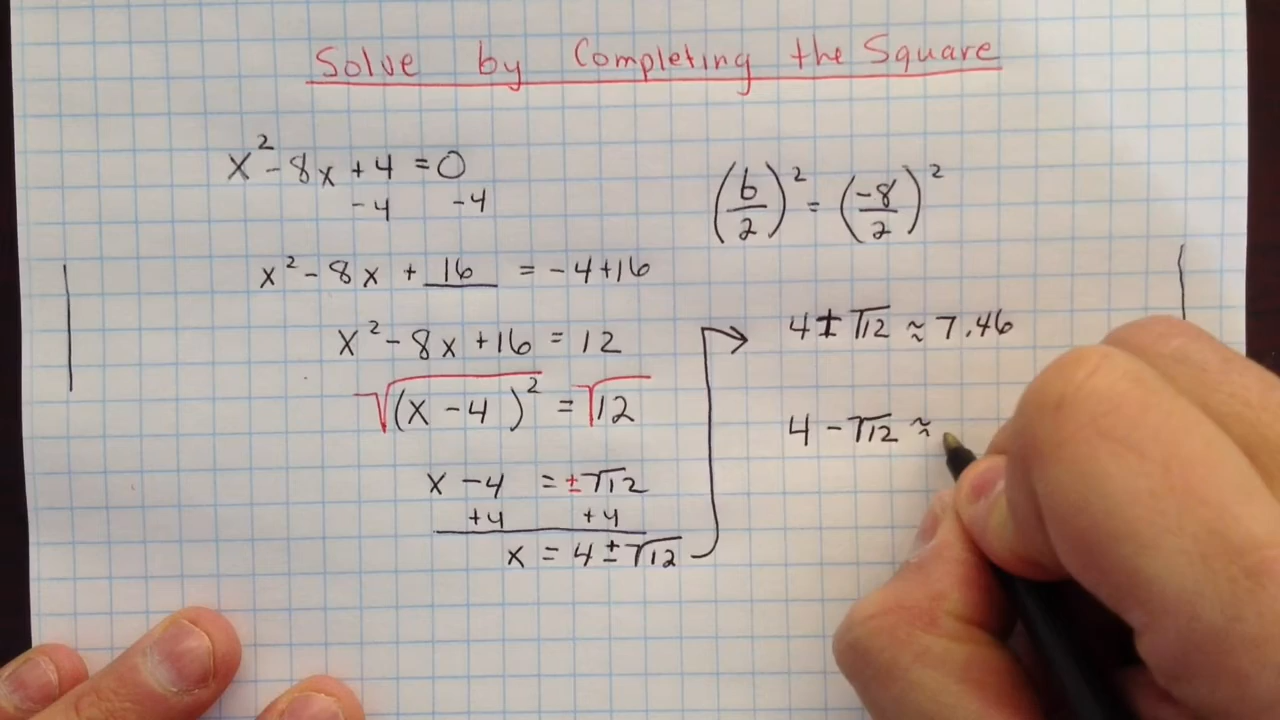 Solve by Completing the Square
x² - 8x + 4 = 0
-4 -4
(b/2)² = (-8/2)²
x² - 8x + 16 = -4+16
x² - 8x + 16 = 12
√(x - 4)² = √12
x - 4 = ±√12
+4 +4
x = 4 ± √12
4 ± √12 ≈ 7.46
4 - √12 ≈